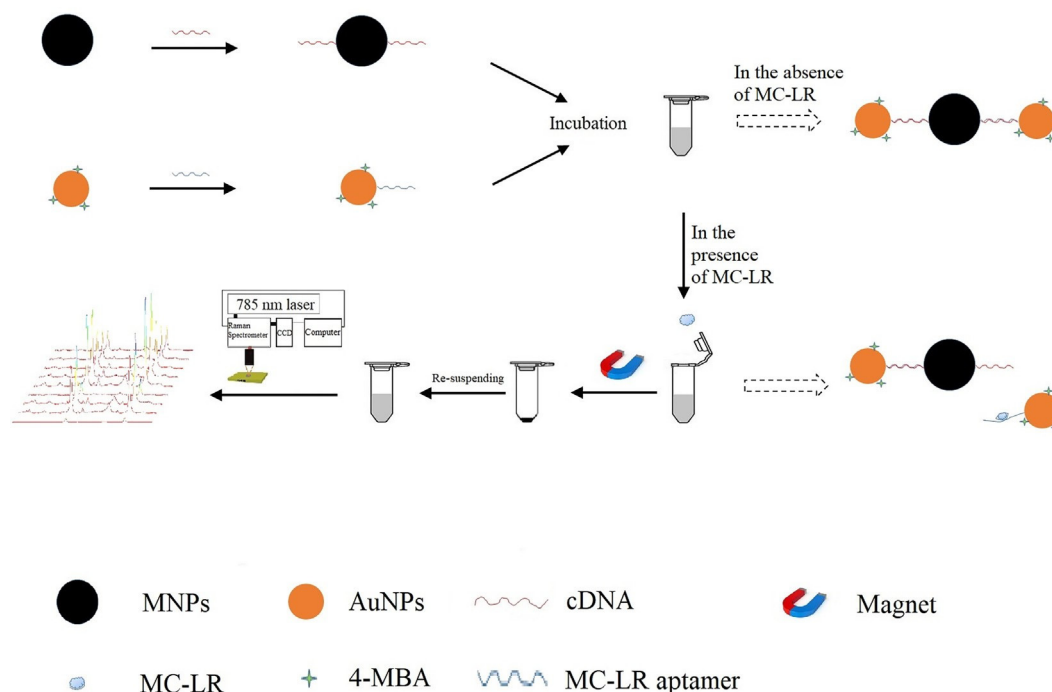 In the absence
of MC-LR
Incubation
In the
presence
of MC-LR
785 nm laser
Raman
Spectrometer
CCD
Computer
Re-suspending
MNPs
AuNPs
cDNA
Magnet
MC-LR
4-MBA
MC-LR aptamer